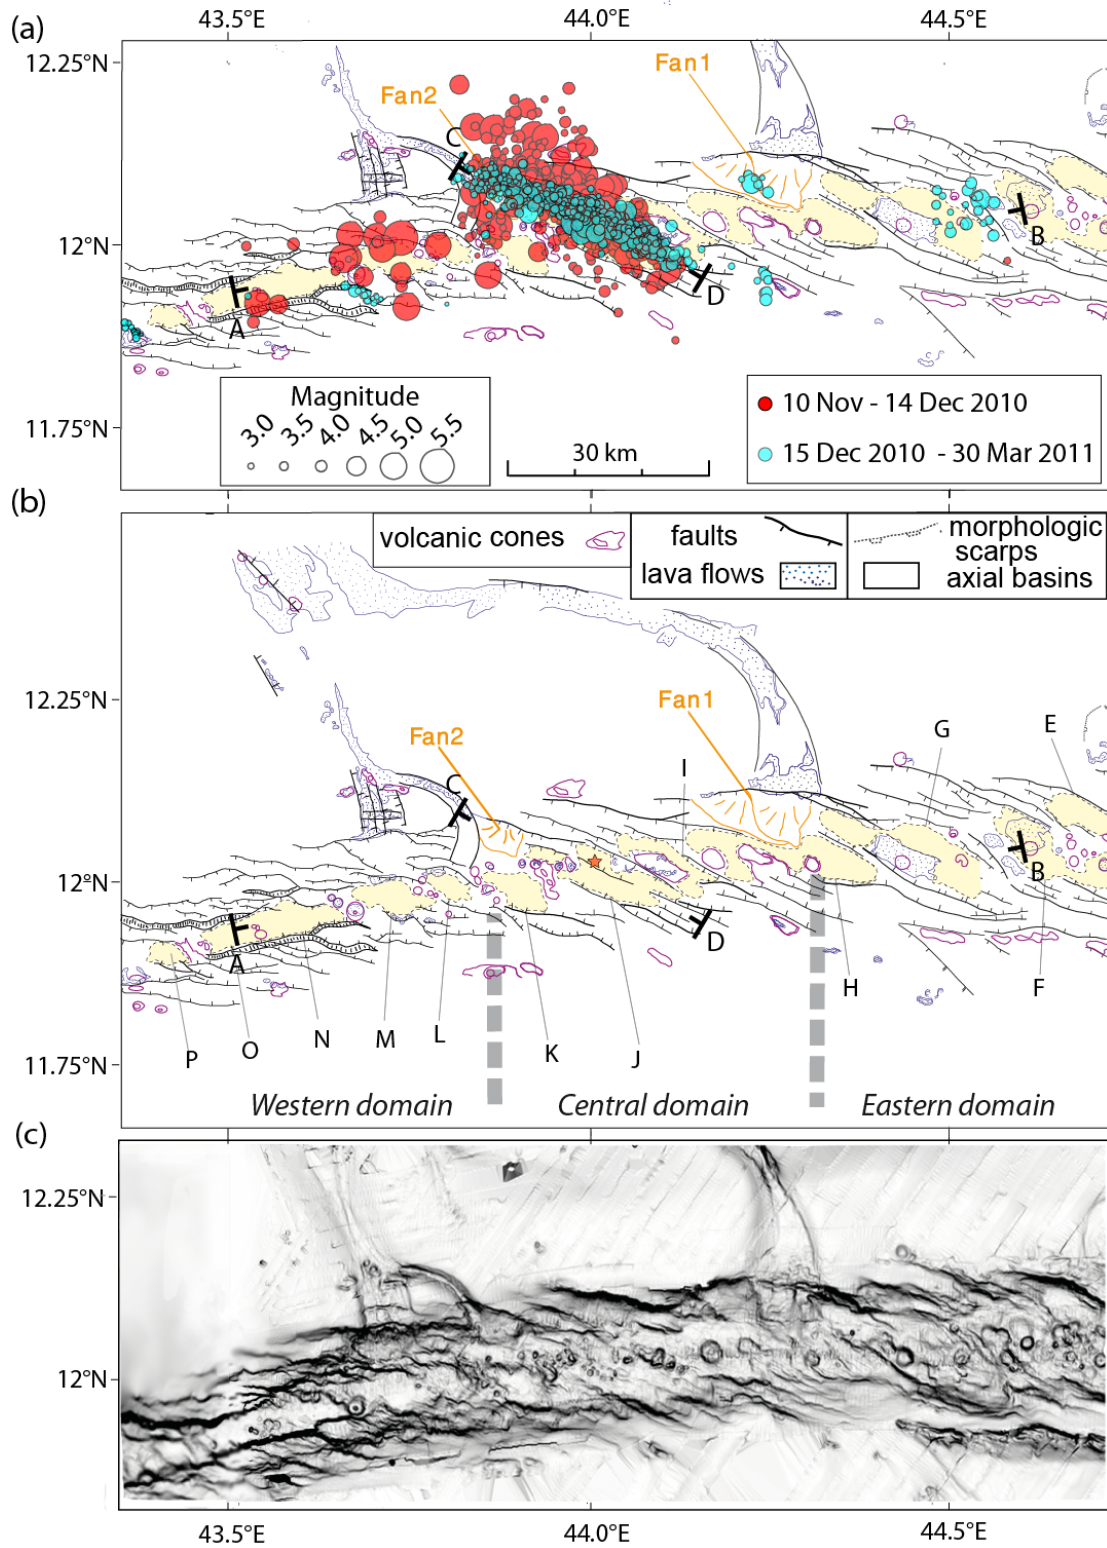 (a)
43.5°E
44.0°E
44.5°E
12.25°N
12°N
11.75°N
Fan1
Fan2
C
B
D
A
Magnitude
3.0
3.5
4.0
4.5
5.0
5.5
30 km
10 Nov - 14 Dec 2010
15 Dec 2010 - 30 Mar 2011
(b)
volcanic cones
faults
lava flows
morphologic
scarps
axial basins
12.25°N
12°N
11.75°N
Fan1
Fan2
C
I
G
E
B
D
A
P
O
N
M
L
K
J
H
F
Western domain
Central domain
Eastern domain
(c)
12.25°N
12°N
43.5°E
44.0°E
44.5°E